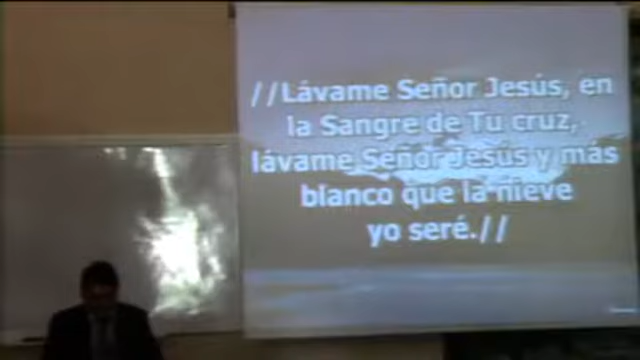 //Lávame Señor Jesús, en
la Sangre de Tu cruz,
lávame Señor Jesús y más
blanco que la nieve
yo seré.//